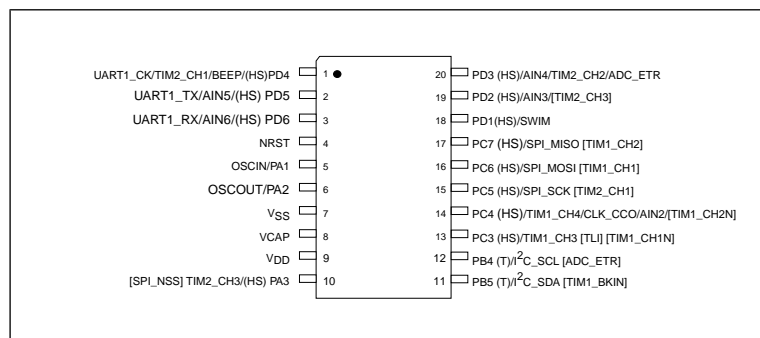 UART1_CK/TIM2_CH1/BEEP/(HS)PD4 1 20 PD3 (HS)/AIN4/TIM2_CH2/ADC_ETR
UART1_TX/AIN5/(HS) PD5 2 19 PD2 (HS)/AIN3/[TIM2_CH3]
UART1_RX/AIN6/(HS) PD6 3 18 PD1(HS)/SWIM
NRST 4 17 PC7 (HS)/SPI_MISO [TIM1_CH2]
OSCIN/PA1 5 16 PC6 (HS)/SPI_MOSI [TIM1_CH1]
OSCOUT/PA2 6 15 PC5 (HS)/SPI_SCK [TIM2_CH1]
VSS 7 14 PC4 (HS)/TIM1_CH4/CLK_CCO/AIN2/[TIM1_CH2N]
VCAP 8 13 PC3 (HS)/TIM1_CH3 [TLI] [TIM1_CH1N]
VDD 9 12 PB4 (T)/I2C_SCL [ADC_ETR]
[SPI_NSS] TIM2_CH3/(HS) PA3 10 11 PB5 (T)/I2C_SDA [TIM1_BKIN]